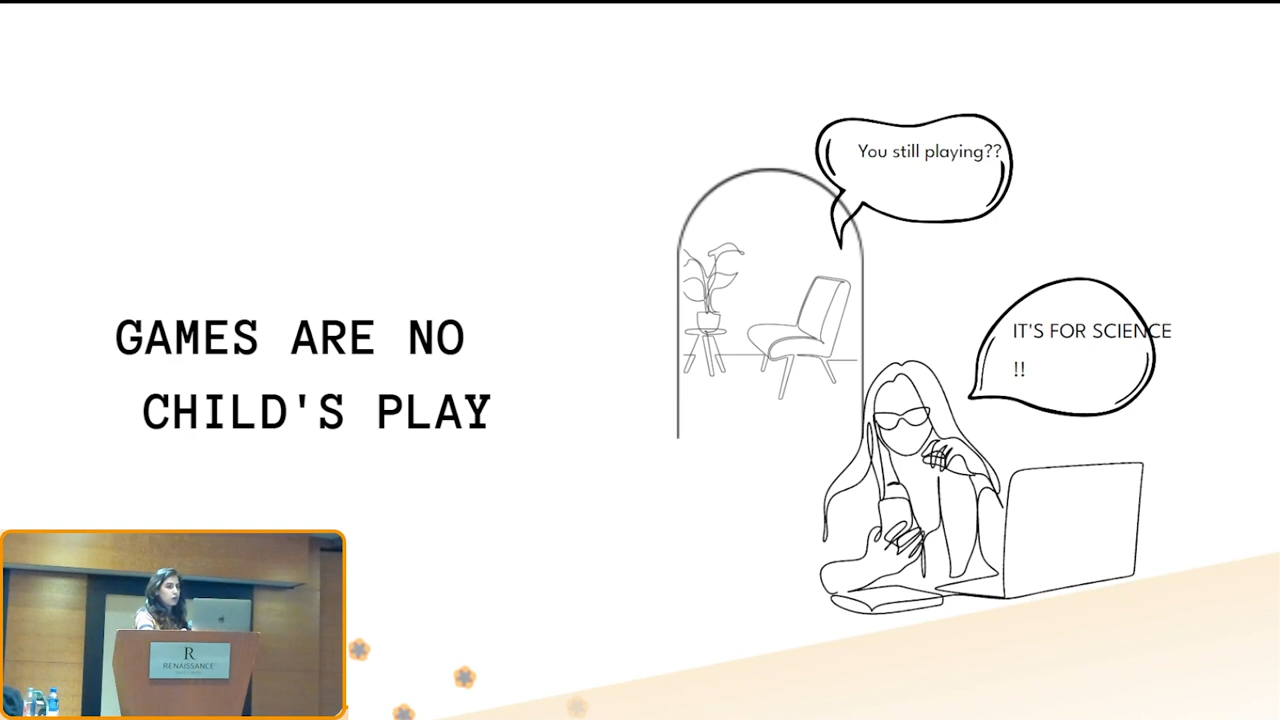 You still playing??
IT'S FOR SCIENCE
!!
GAMES ARE NO
CHILD'S PLAY
R
RENAISSANCE